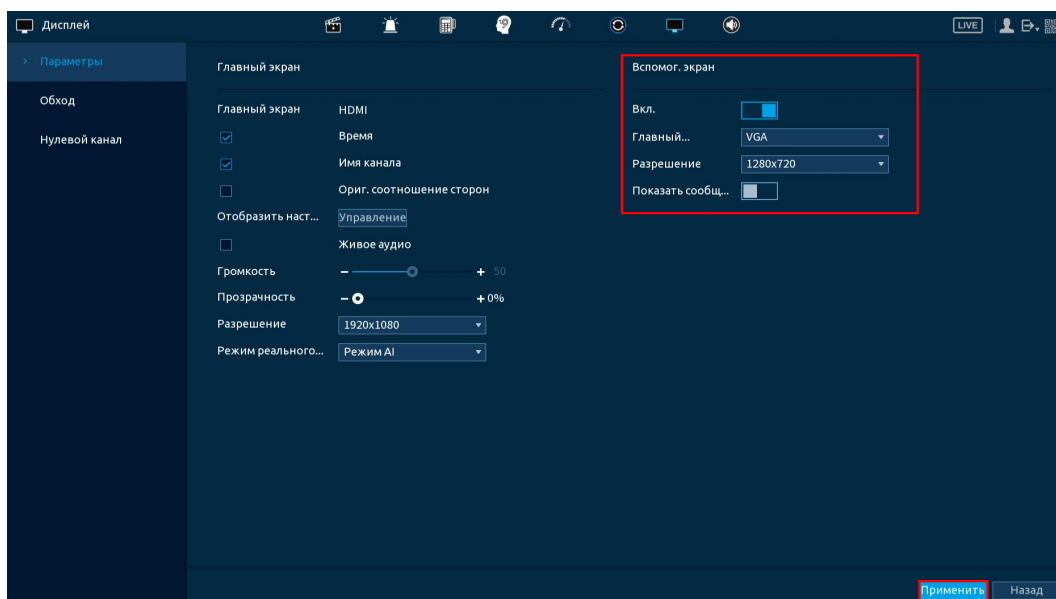 Дисплей
LIVE
Параметры
Обход
Нулевой канал
Главный экран
Главный экран HDMI
Время
Имя канала
Ориг. соотношение сторон
Отобразить наст... Управление
Живое аудио
Громкость - + 50
Прозрачность - + 0%
Разрешение 1920x1080
Режим реального... Режим AI
Вспомог. экран
Вкл.
Главный... VGA
Разрешение 1280x720
Показать сообщ...
Применить Назад